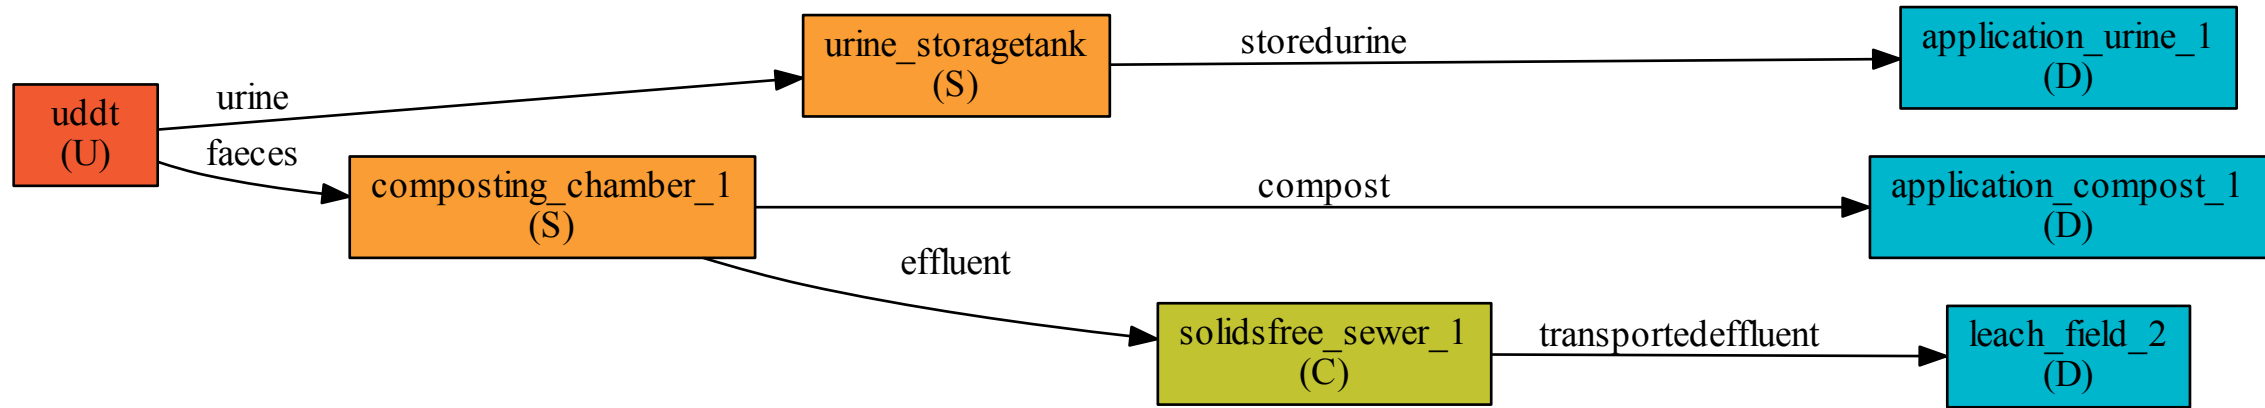 uddt
(U)
urine
faeces
urine_storagetank
(S)
storedurine
application_urine_1
(D)
composting_chamber_1
(S)
compost
application_compost_1
(D)
effluent
solidsfree_sewer_1
(C)
transportedeffluent
leach_field_2
(D)